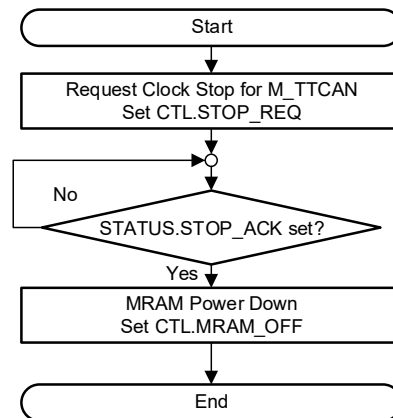 Start
Request Clock Stop for M_TTCAN
Set CTL.STOP_REQ
No
STATUS.STOP_ACK set?
Yes
MRAM Power Down
Set CTL.MRAM_OFF
End